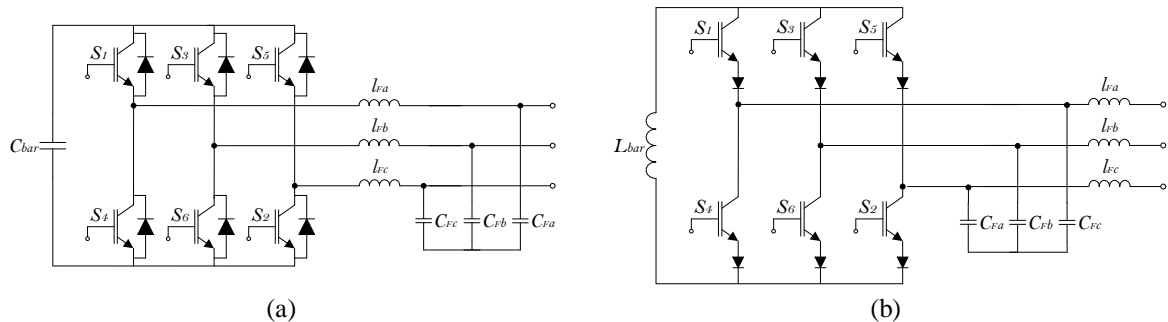 S1 S3 S5
lFa
lFb
lFc
Cbar
S4 S6 S2
CFc CFb CFa
(a)
S1 S3 S5
lFa
lFb
lFc
Lbar
S4 S6 S2
CFa CFb CFc
(b)